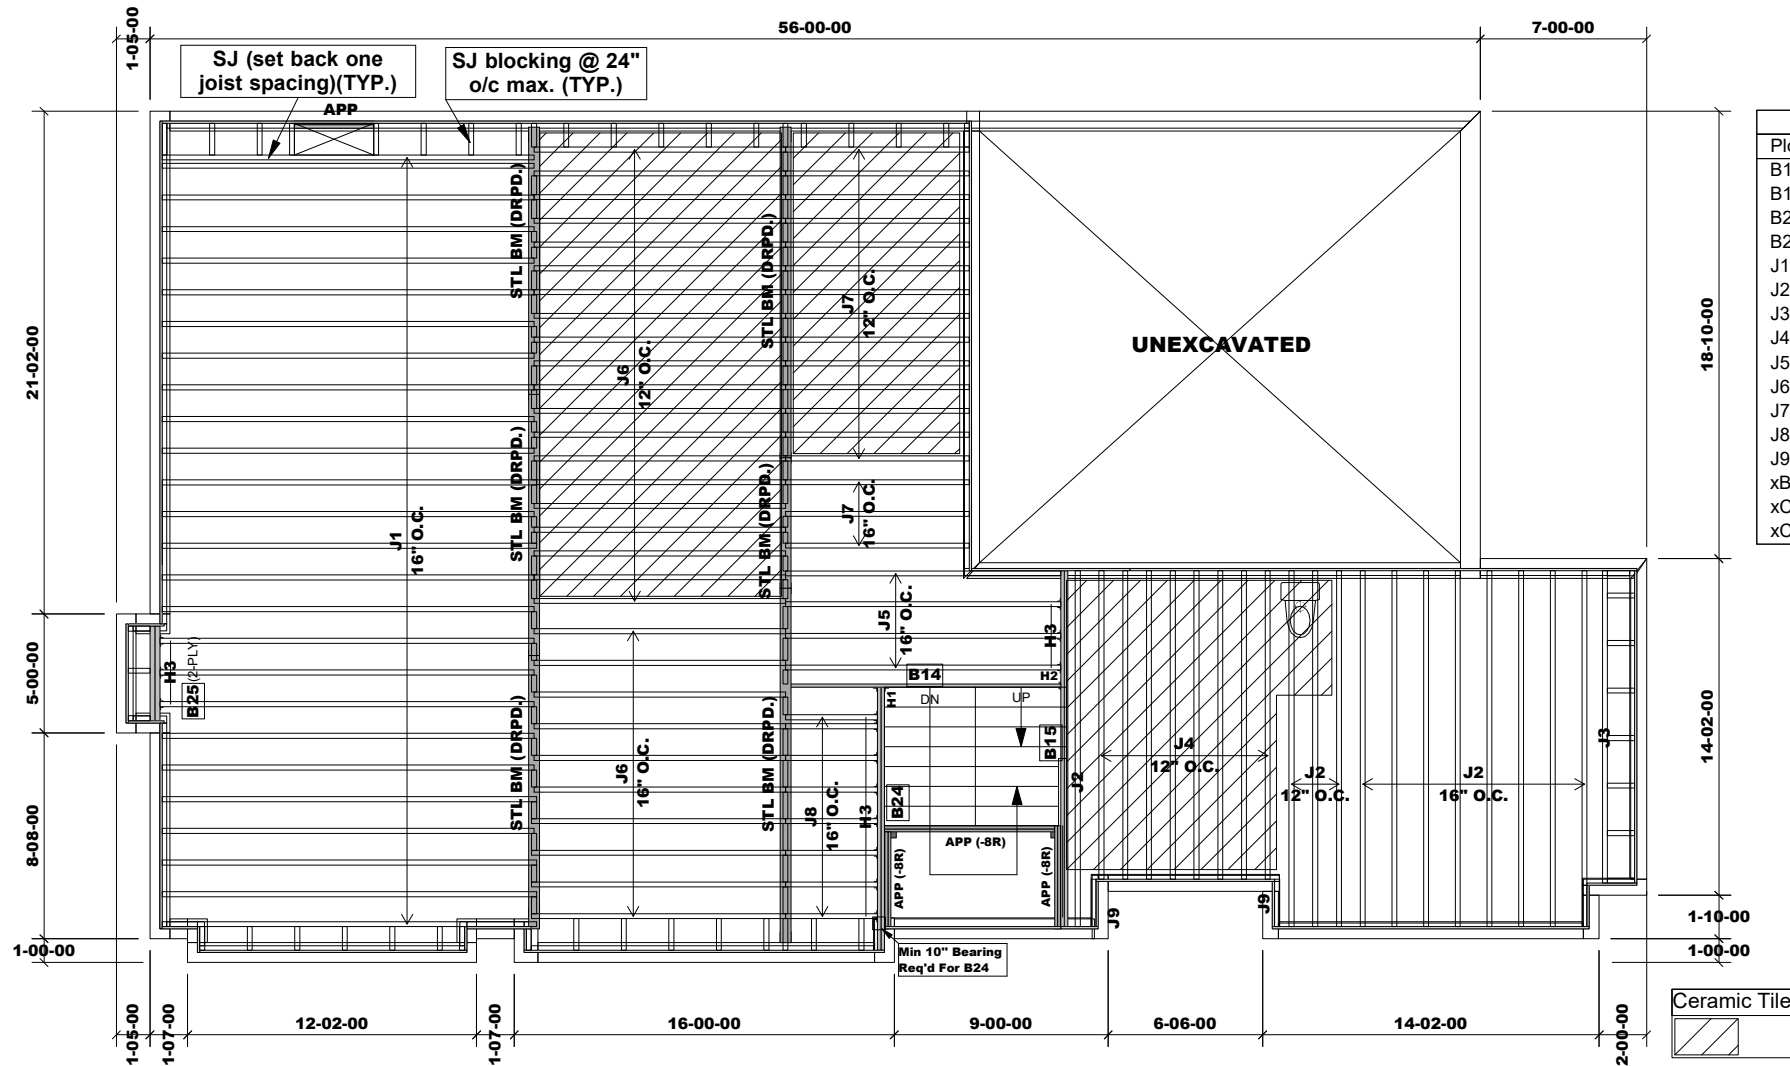 1-05-00
56-00-00
7-00-00
SJ (set back one
joist spacing)(TYP.)
SJ blocking @ 24"
o/c max. (TYP.)
APP
21-02-00
5-00-00
8-08-00
1-00-00
STL BM (DRPD.)
STL BM (DRPD.)
STL BM (DRPD.)
STL BM (DRPD.)
STL BM (DRPD.)
STL BM (DRPD.)
J1
16" O.C.
J6
12" O.C.
J7
12" O.C.
J7
16" O.C.
J5
16" O.C.
J6
16" O.C.
J8
16" O.C.
UNEXCAVATED
H3
B25 (2-PLY)
H3
H2
B14
H1
DN
UP
B15
B24
H3
J2
J4
12" O.C.
J2
12" O.C.
J2
16" O.C.
J3
J9
J9
APP (-8R)
APP (-8R)
APP (-8R)
Min 10" Bearing
Req'd For B24
18-10-00
14-02-00
1-10-00
1-00-00
1-05-00
1-07-00
12-02-00
1-07-00
16-00-00
9-00-00
6-06-00
14-02-00
2-00-00
B1
B1
B2
B2
J1
J2
J3
J4
J5
J6
J7
J8
J9
Ceramic Tile